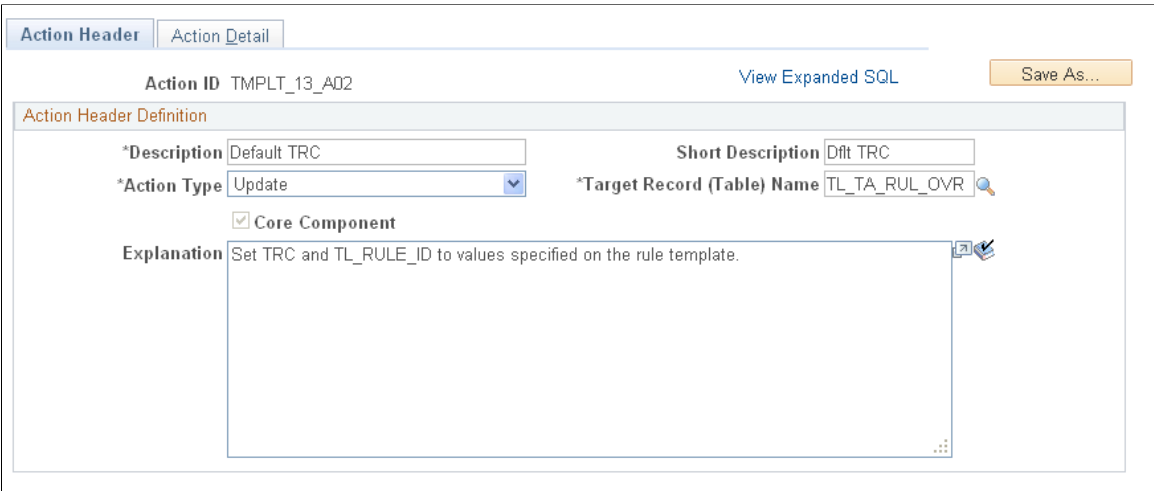 Action Header
Action Detail
Action ID TMPLT_13_A02
View Expanded SQL
Save As...
Action Header Definition
*Description Default TRC
Short Description Dflt TRC
*Action Type Update
*Target Record (Table) Name TL_TA_RUL_OVR
Core Component
Explanation Set TRC and TL_RULE_ID to values specified on the rule template.